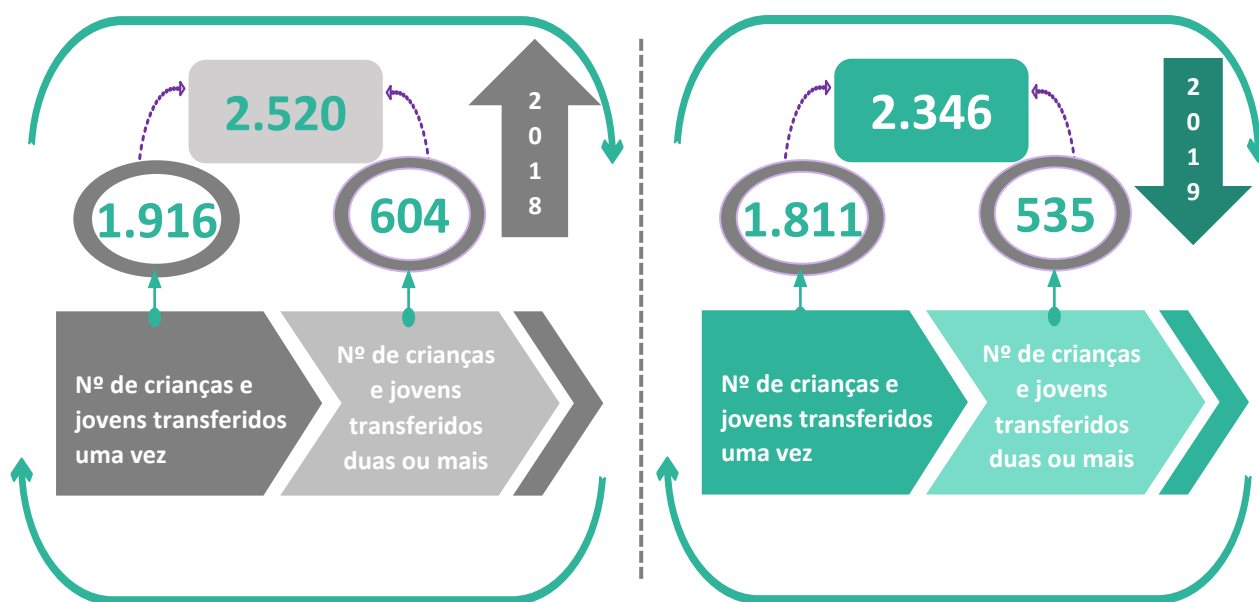 2.520
2
0
1
8
1.916
604
Nº de crianças e
jovens transferidos
uma vez
Nº de crianças
e jovens
transferidos
duas ou mais
2.346
2
0
1
9
1.811
535
Nº de crianças e
jovens transferidos
uma vez
Nº de crianças
e jovens
transferidos
duas ou mais